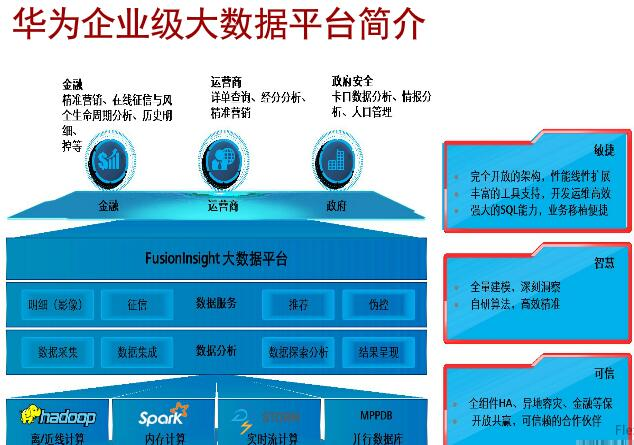 华为企业级大数据平台简介
金融
精准营销、在线征信与风
个生命周期分析、历史明
细、
控等
运营商
详单查询、经分分析、
精准营销
政府安全
卡口数据分析、情报分
析、人口管理
金融
运营商
政府
FusionInsight 大数据平台
明细（影像）
征信
数据服务
推荐
伪控
数据采集
数据集成
数据分析
数据探索分析
结果呈现
hadoop
Spark
STORM
MPPDB
离/近线计算
内存计算
实时流计算
并行数据库
敏捷
完全开放的架构，性能线性扩展
丰富的工具支持，开发运维高效
强大的SQL能力，业务移植便捷
智慧
全量建模，深刻洞察
自研算法，高效精准
可信
全组件HA、异地容灾、金融等保
开放共赢，可信赖的合作伙伴
Fle